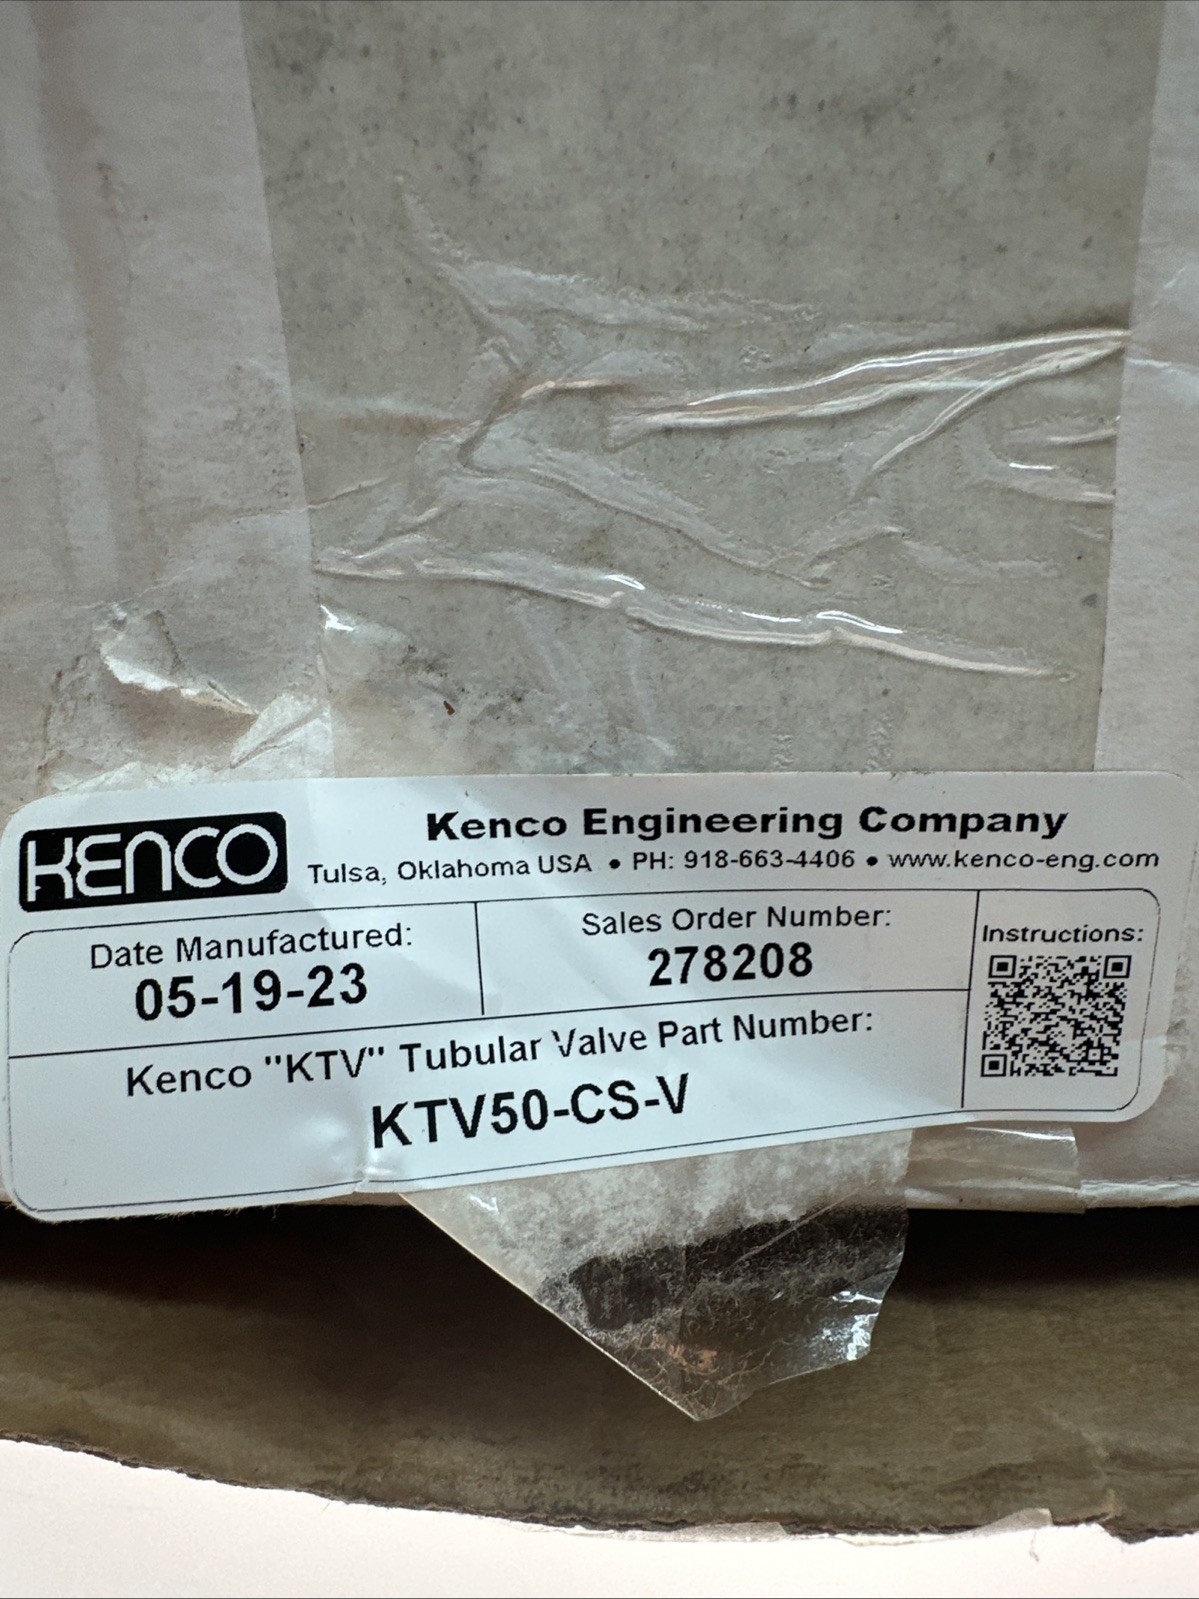 KENCO
Kenco Engineering Company
Tulsa, Oklahoma USA • PH: 918-663-4406 • www.kenco-eng.com
Date Manufactured:
05-19-23
Sales Order Number:
278208
Instructions:
Kenco "KTV" Tubular Valve Part Number:
KTV50-CS-V